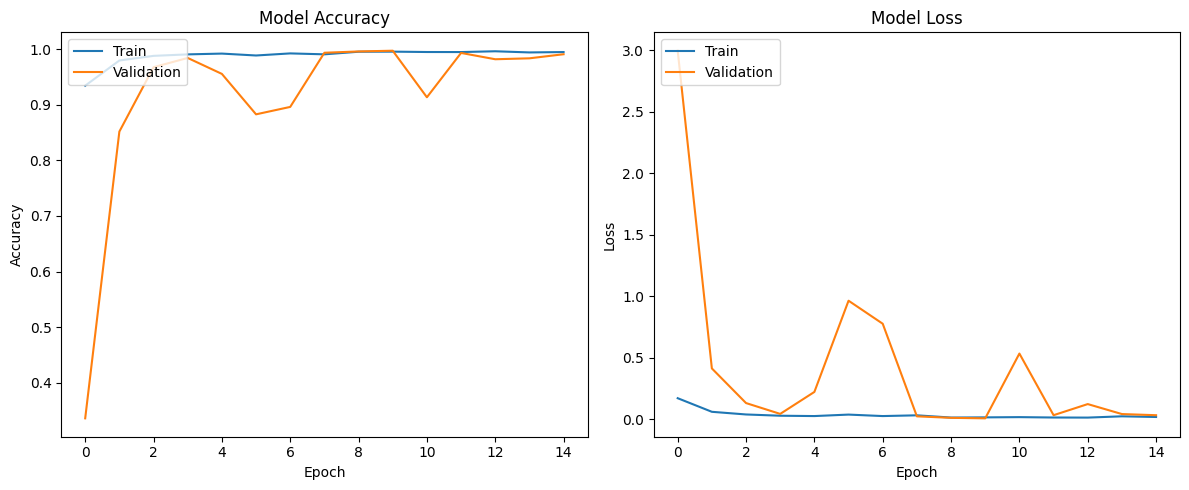 Model Accuracy
Train
Validation
1.0
0.9
0.8
0.7
0.6
0.5
0.4
Accuracy
0 2 4 6 8 10 12 14
Epoch
Model Loss
Train
Validation
3.0
2.5
2.0
1.5
1.0
0.5
0.0
Loss
0 2 4 6 8 10 12 14
Epoch